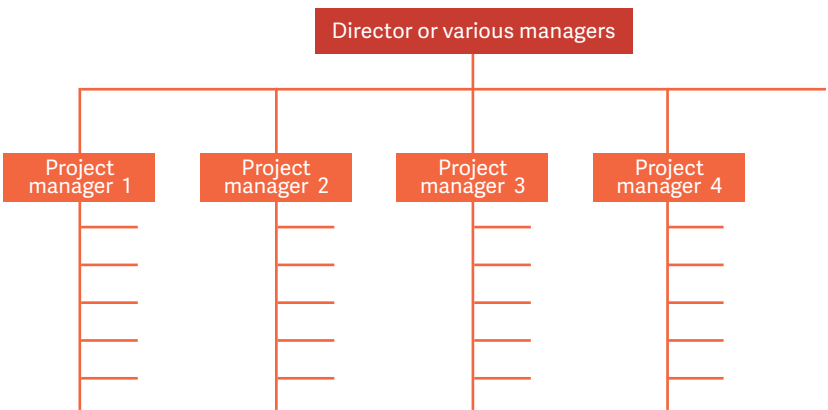 Director or various managers
Project
manager 1
Project
manager 2
Project
manager 3
Project
manager 4